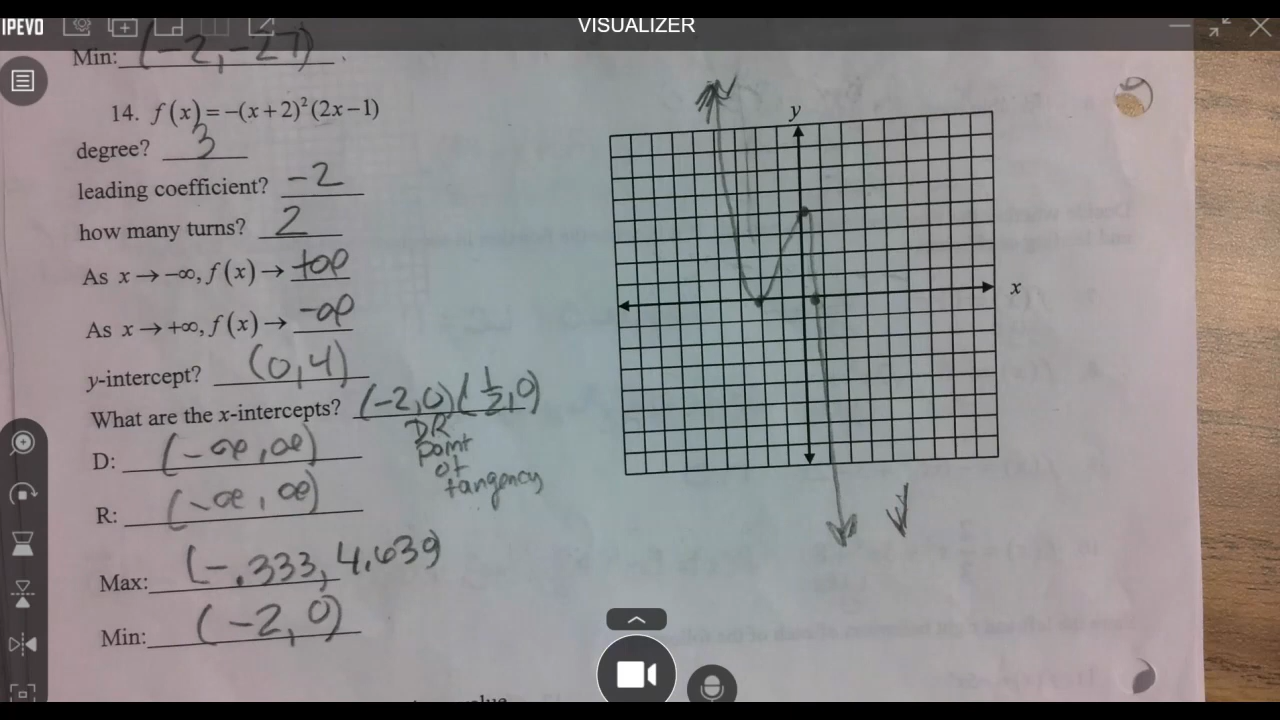 IPEVO
VISUALIZER
Min: (-2, -27)
14. f(x) = -(x+2)²(2x-1)
degree? 3
leading coefficient? -2
how many turns? 2
As x → -∞, f(x) → +∞
As x → +∞, f(x) → -∞
y-intercept? (0,4)
What are the x-intercepts? (-2,0) (1/2,0)
DR
point
of
tangency
D: (-∞, ∞)
R: (-∞, ∞)
Max: (-.333, 4.639)
Min: (-2, 0)
y
x